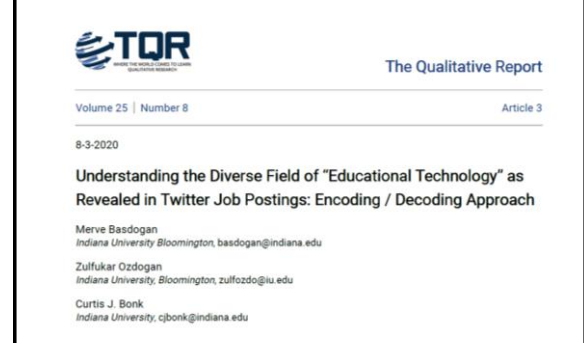 TQR
WHERE THE WORLD COMES TO LEARN
QUALITATIVE RESEARCH
The Qualitative Report
Volume 25 | Number 8
Article 3
8-3-2020
Understanding the Diverse Field of “Educational Technology” as
Revealed in Twitter Job Postings: Encoding / Decoding Approach
Merve Basdogan
Indiana University Bloomington, basdogan@indiana.edu
Zulfukar Ozdogan
Indiana University, Bloomington, zulfozdo@iu.edu
Curtis J. Bonk
Indiana University, cjbonk@indiana.edu